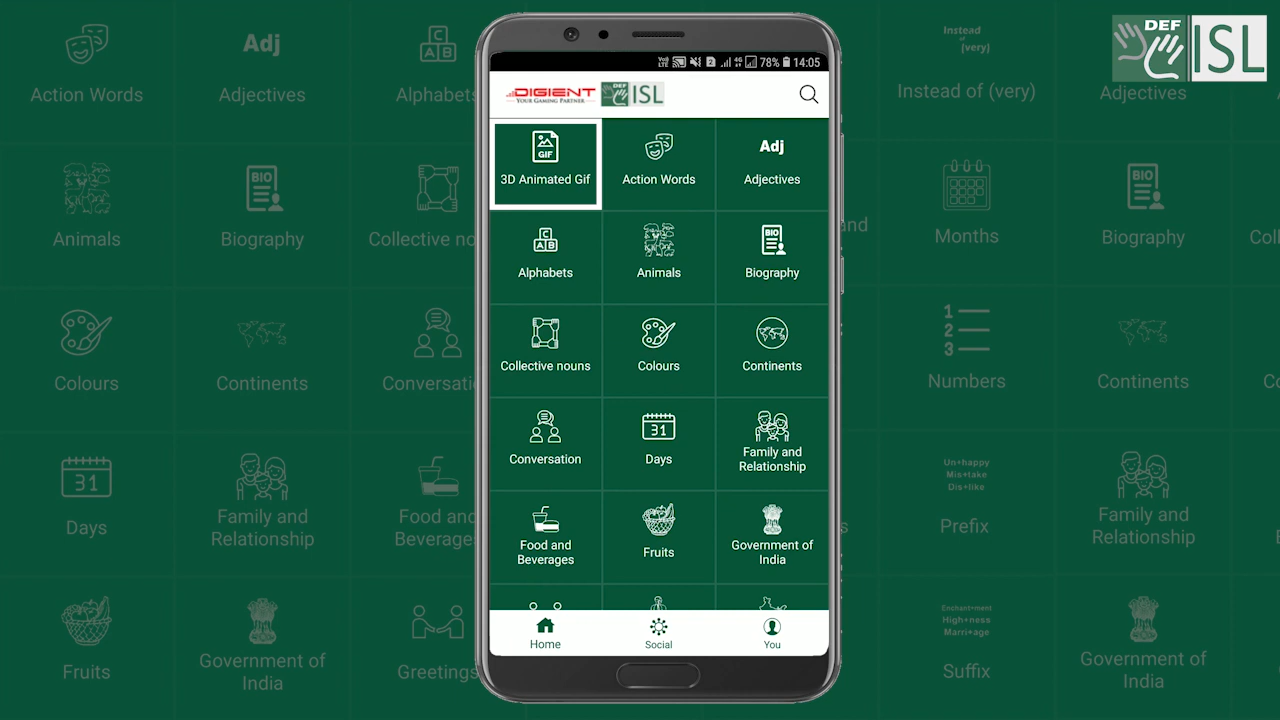 Action Words
Adj
Adjectives
Alphabets
Animals
Biography
Collective no
Colours
Continents
Conversati
Days
Family and
Relationship
Food and
Beverages
Fruits
Government of
India
Greetings
78% 14:05
DIGIENT
YOUR GAMING PARTNER
DEF
ISL
GIF
3D Animated Gif
Action Words
Adj
Adjectives
C
A B
Alphabets
Animals
BIO
Biography
Collective nouns
Colours
Continents
Conversation
31
Days
Family and
Relationship
Food and
Beverages
Fruits
Government of
India
Home
Social
You
Instead
(very)
Instead of (very)
Adjectives
DEF
ISL
and
Months
BIO
Biography
Coll
1
2
3
Numbers
Continents
Un+happy
Mis+take
Dis+like
Prefix
Family and
Relationship
Enchant+ment
High+ness
Marri+age
Suffix
Government of
India